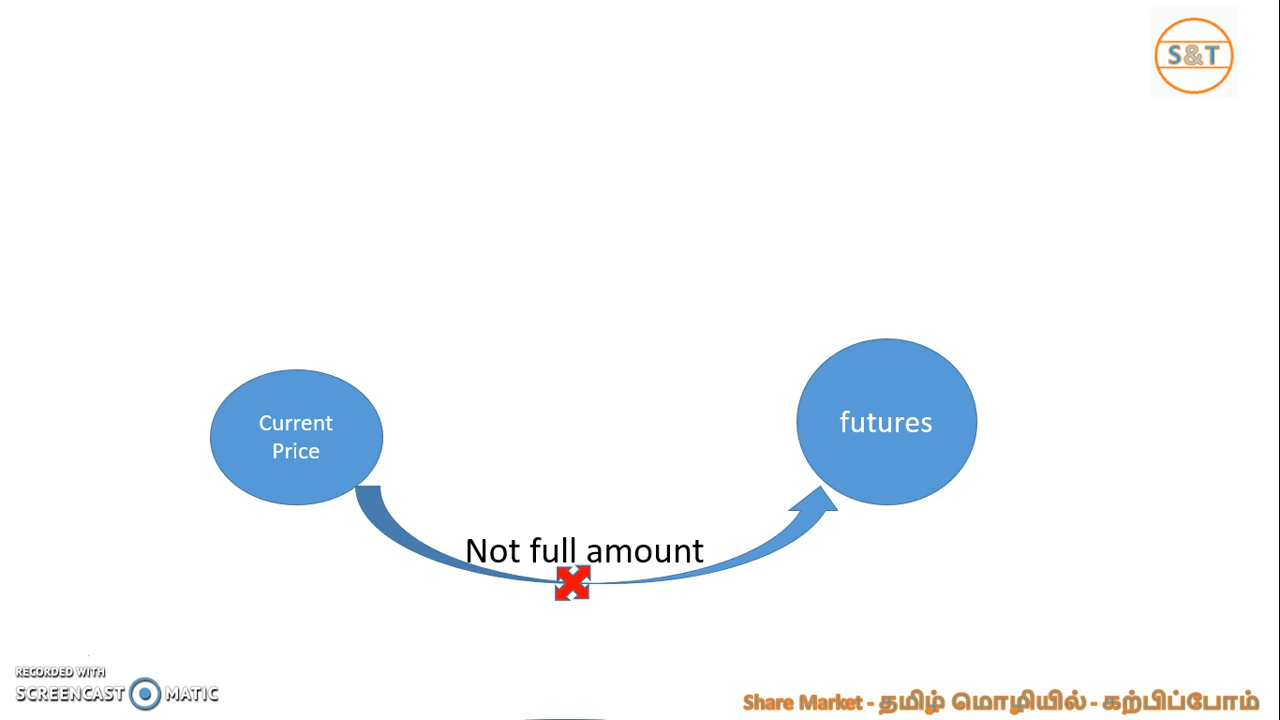 S&T
Current
Price
futures
Not full amount
RECORDED WITH
SCREENCAST MATIC
Share Market - தமிழ் மொழியில் - கற்பிப்போம்